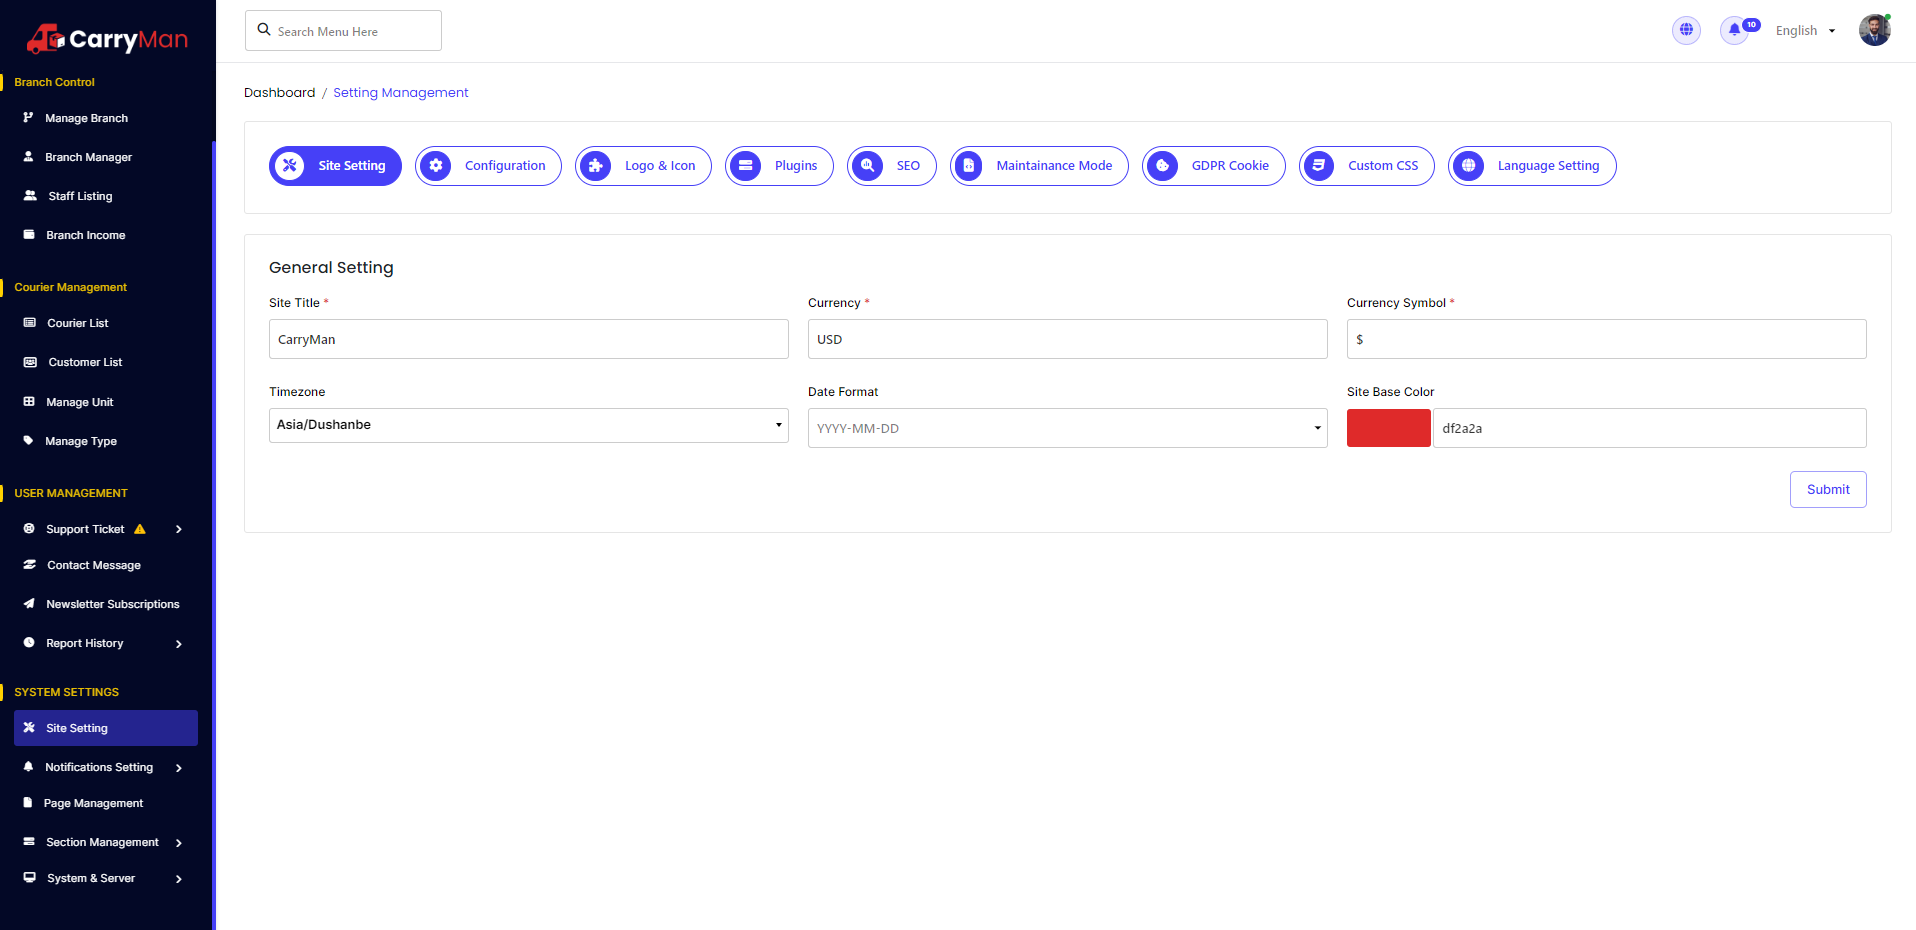 CarryMan
Branch Control
Manage Branch
Branch Manager
Staff Listing
Branch Income
Courier Management
Courier List
Customer List
Manage Unit
Manage Type
USER MANAGEMENT
Support Ticket
Contact Message
Newsletter Subscriptions
Report History
SYSTEM SETTINGS
Site Setting
Notifications Setting
Page Management
Section Management
System & Server
Search Menu Here
10
English
Dashboard / Setting Management
Site Setting Configuration Logo & Icon Plugins SEO Maintainance Mode GDPR Cookie Custom CSS Language Setting
General Setting
Site Title * Currency * Currency Symbol *
CarryMan USD $
Timezone Date Format Site Base Color
Asia/Dushanbe YYYY-MM-DD df2a2a
Submit